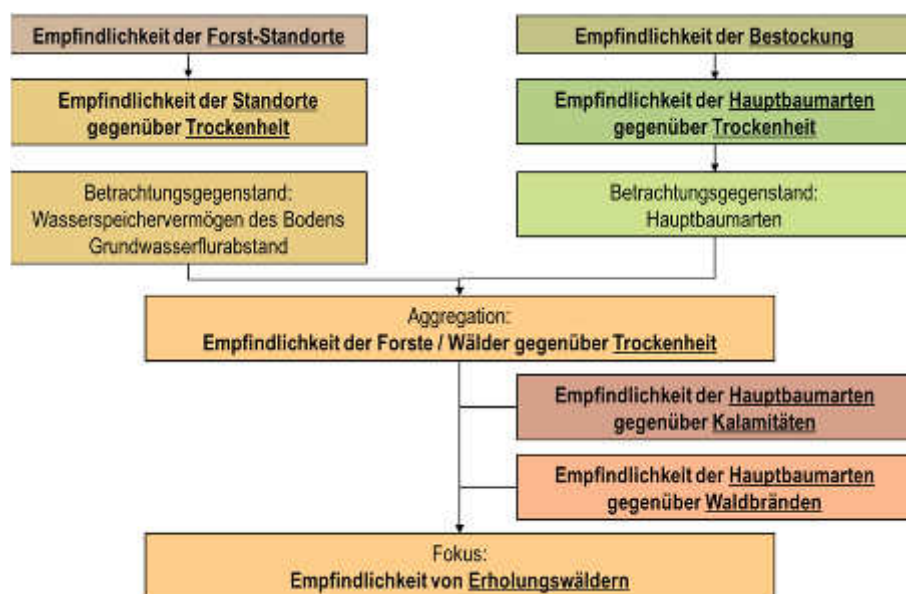 Empfindlichkeit der Forst-Standorte
Empfindlichkeit der Bestockung
Empfindlichkeit der Standorte
gegenüber Trockenheit
Empfindlichkeit der Hauptbaumarten
gegenüber Trockenheit
Betrachtungsgegenstand:
Wasserspeichervermögen des Bodens
Grundwasserflurabstand
Betrachtungsgegenstand:
Hauptbaumarten
Aggregation:
Empfindlichkeit der Forste / Wälder gegenüber Trockenheit
Empfindlichkeit der Hauptbaumarten
gegenüber Kalamitäten
Empfindlichkeit der Hauptbaumarten
gegenüber Waldbränden
Fokus:
Empfindlichkeit von Erholungswäldern